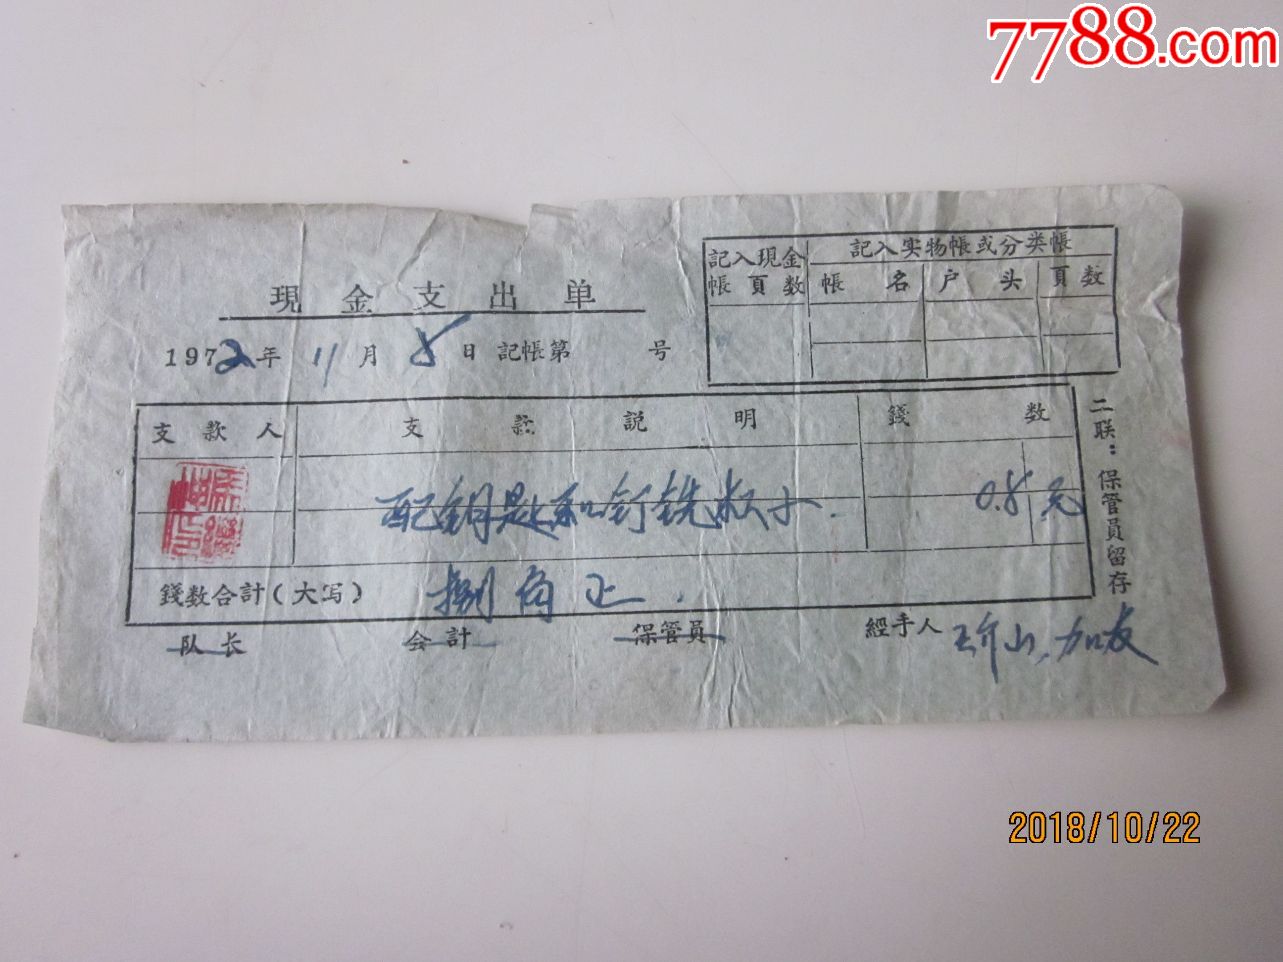 7788.com
記入現金帳頁数 記入实物帳或分类帳
帳名 户头 頁数
現金支出单
1972年 11月 8日 記帳第 号
支款人 支款説明 錢数
配钥匙和钉铣板小. 0.8元
錢数合計(大写) 捌角正.
队长 会計 保管員 經手人
二联:保管員留存
2018/10/22